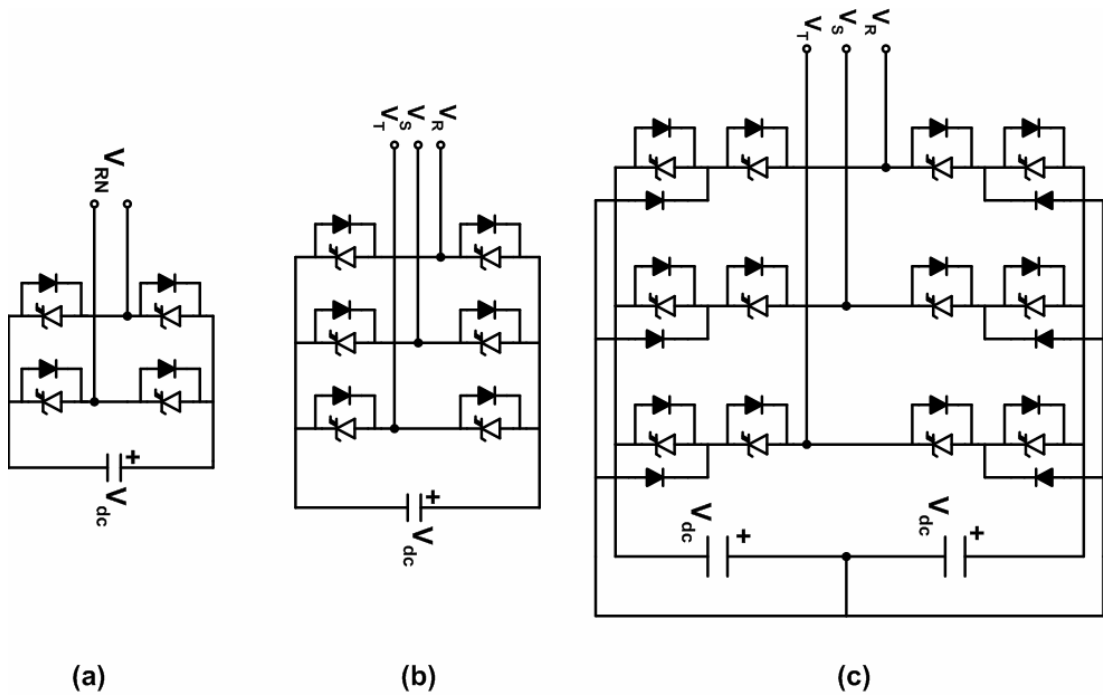 V_RN
+
V_dc
(a)
V_T
V_S
V_R
+
V_dc
(b)
V_T
V_S
V_R
V_dc
+
V_dc
+
(c)